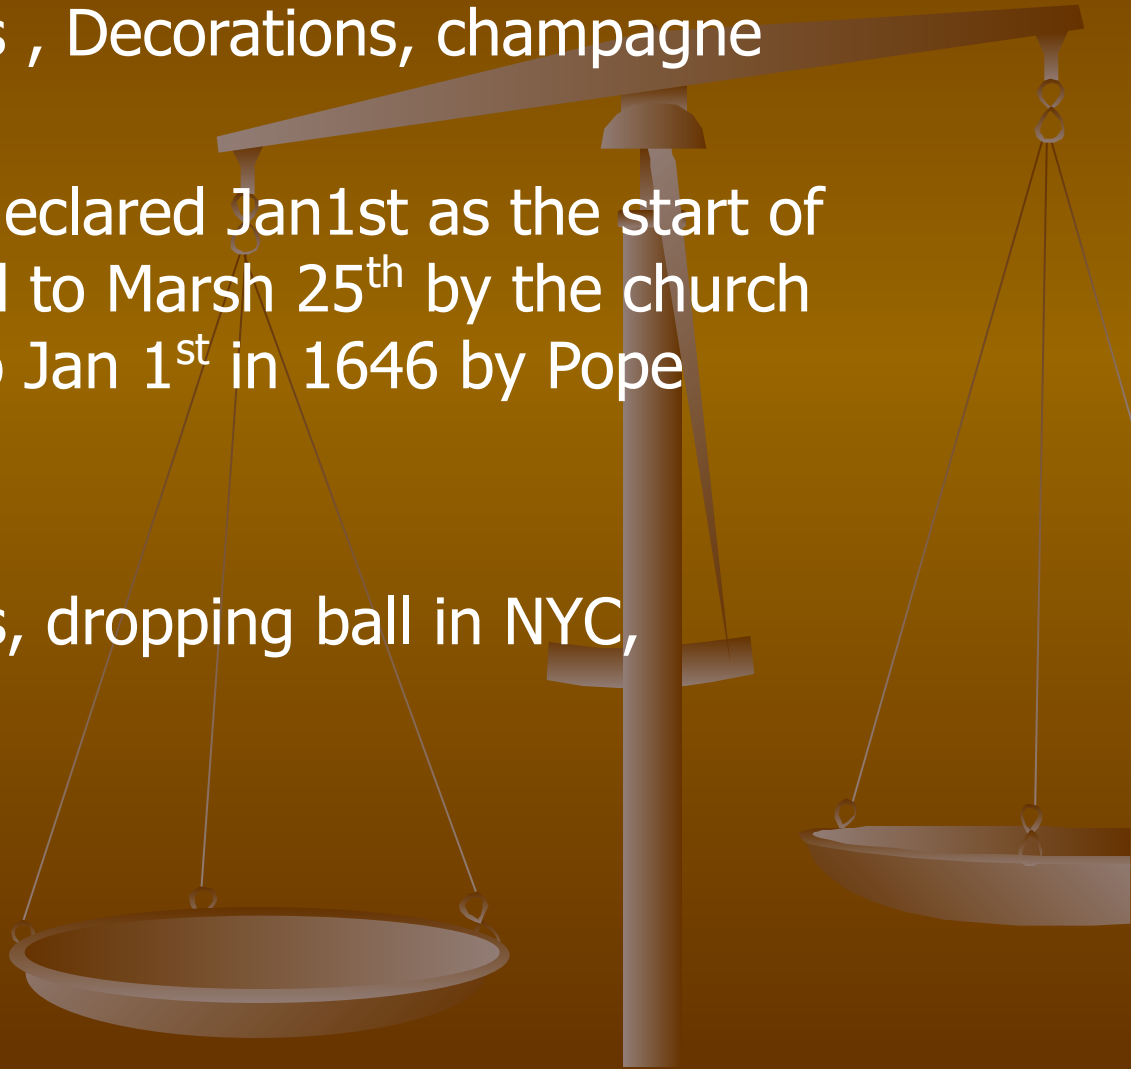 s , Decorations, champagne
eclared Jan1st as the start of
l to Marsh 25th by the church
o Jan 1st in 1646 by Pope
s, dropping ball in NYC,